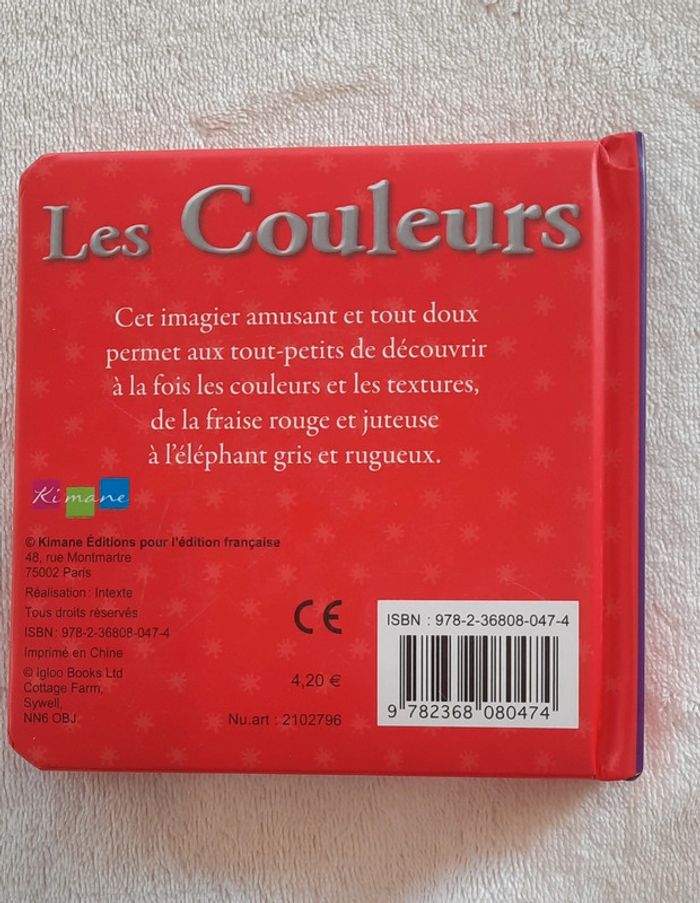 Les Couleurs
Cet imagier amusant et tout doux
permet aux tout-petits de découvrir
à la fois les couleurs et les textures,
de la fraise rouge et juteuse
à l'éléphant gris et rugueux.
Kimane
© Kimane Éditions pour l'édition française
48, rue Montmartre
75002 Paris
Réalisation : Intexte
Tous droits réservés
ISBN : 978-2-36808-047-4
Imprimé en Chine
© Igloo Books Ltd
Cottage Farm,
Sywell,
NN6 OBJ
CE
4,20 €
Nu.art : 2102796
ISBN : 978-2-36808-047-4
9 782368 080474